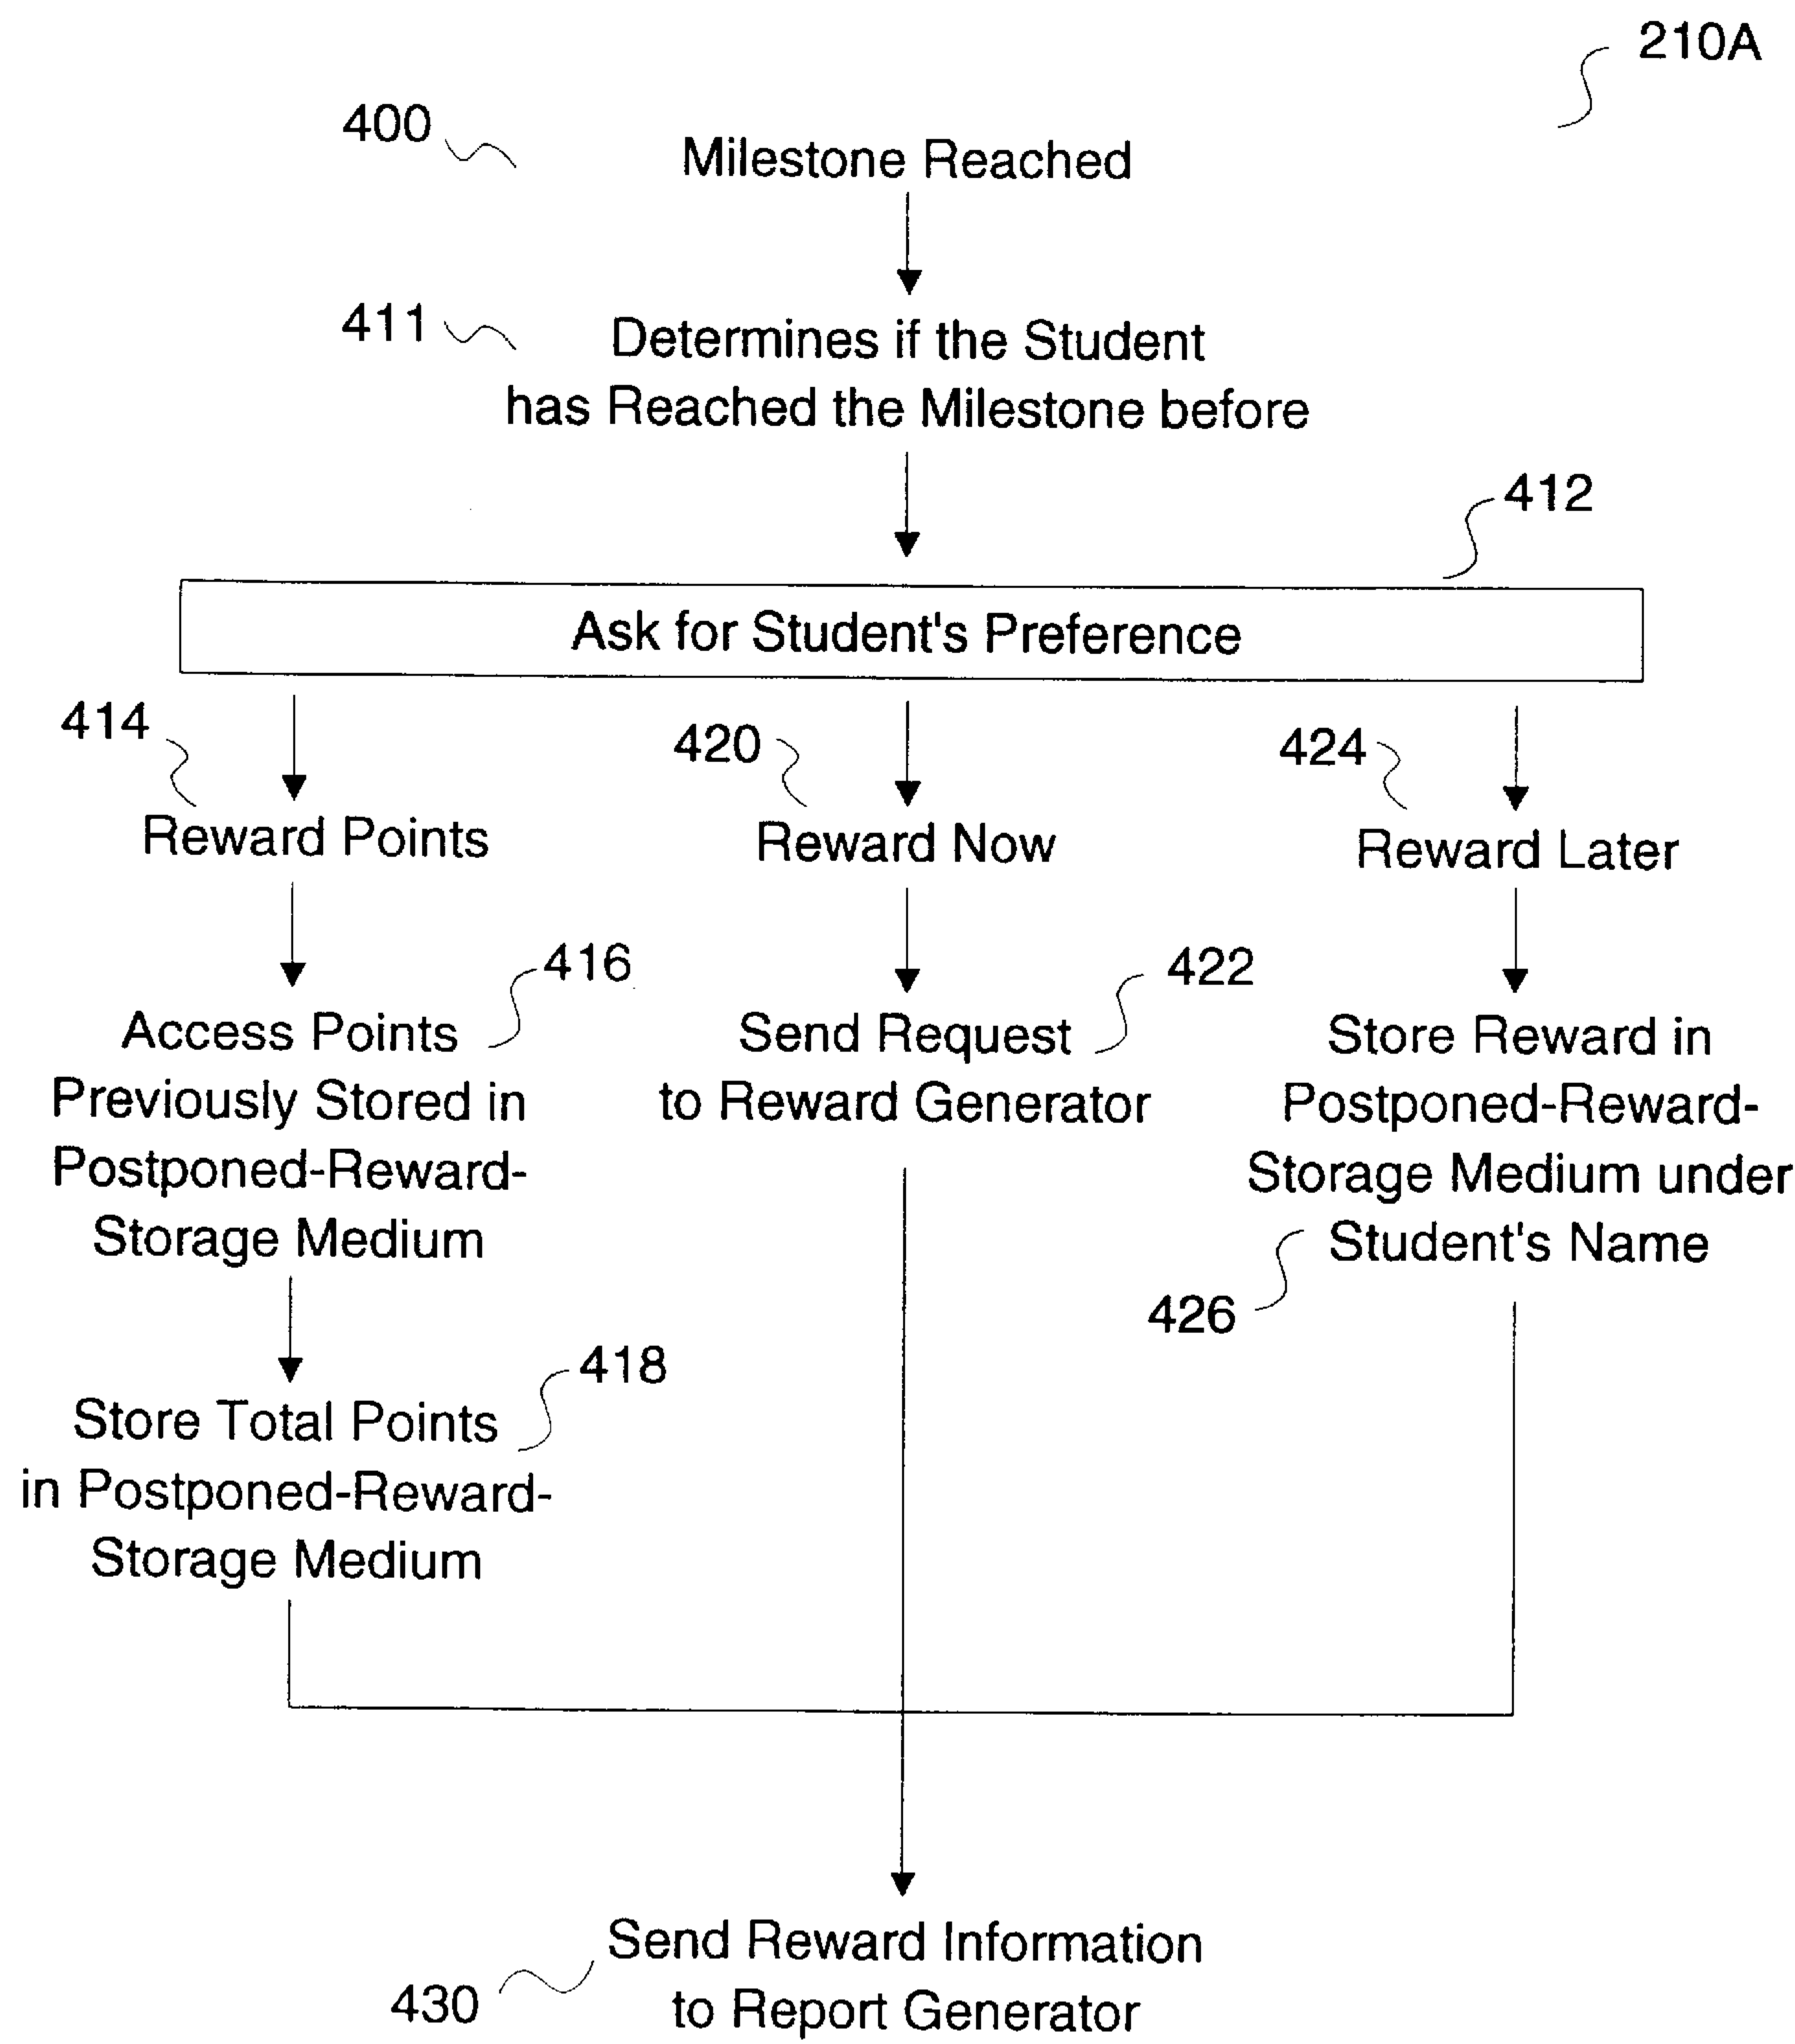 210A
400
Milestone Reached
411
Determines if the Student
has Reached the Milestone before
412
Ask for Student's Preference
414
420
424
Reward Points
Reward Now
Reward Later
416
Access Points
Previously Stored in
Postponed-Reward-
Storage Medium
422
Send Request
to Reward Generator
Store Reward in
Postponed-Reward-
Storage Medium under
Student's Name
426
418
Store Total Points
in Postponed-Reward-
Storage Medium
Send Reward Information
to Report Generator
430